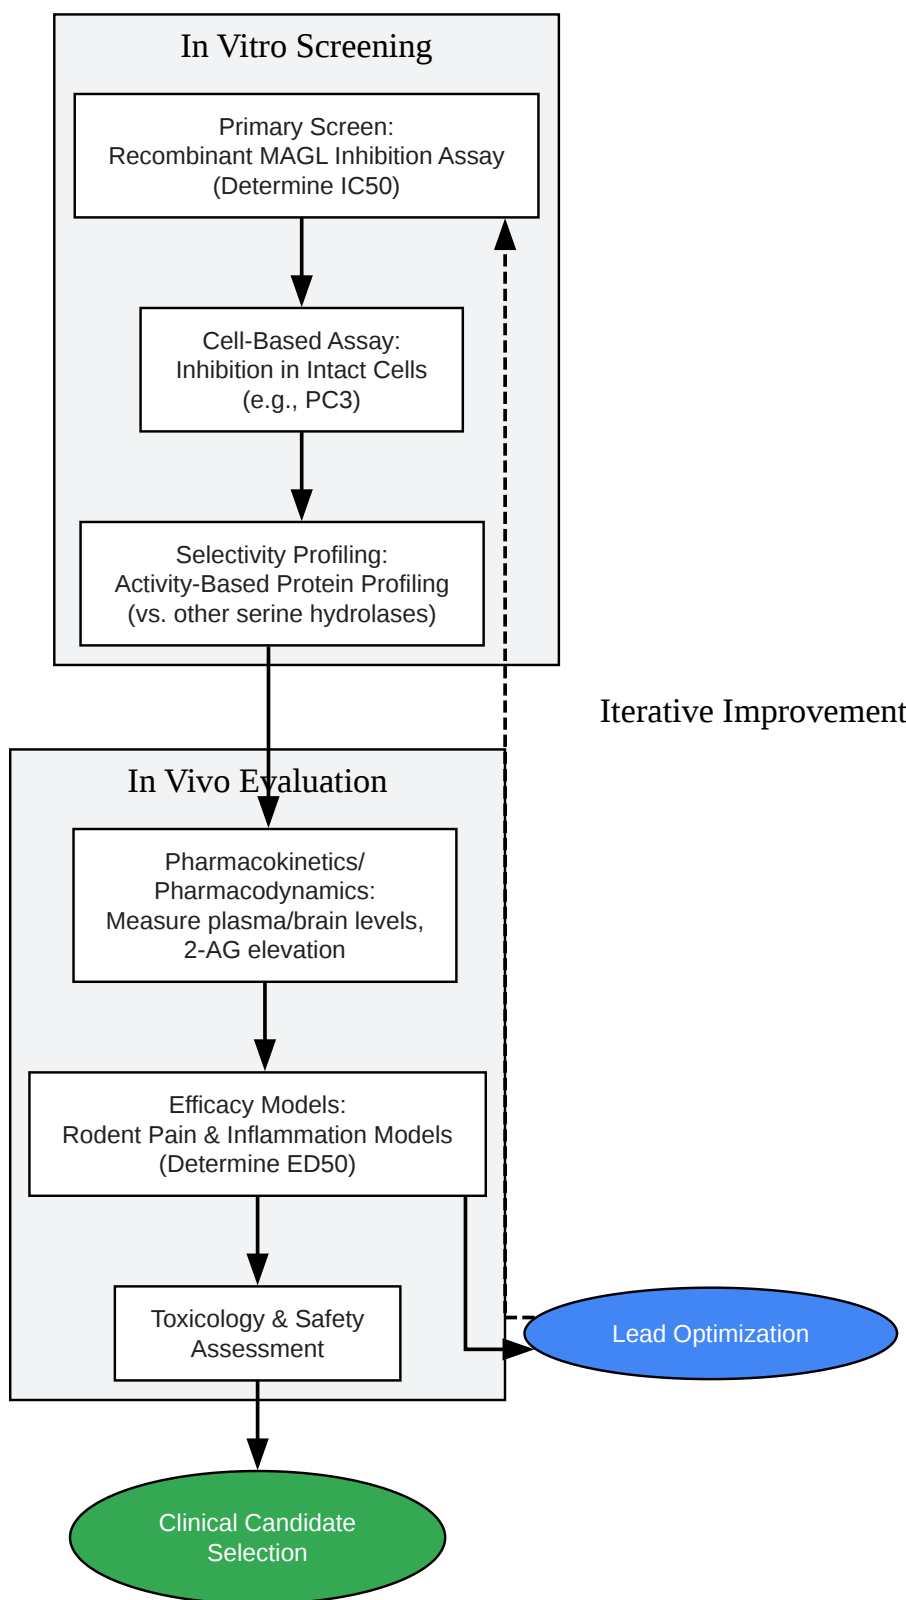 In Vitro Screening
Primary Screen:
Recombinant MAGL Inhibition Assay
(Determine IC50)
Cell-Based Assay:
Inhibition in Intact Cells
(e.g., PC3)
Selectivity Profiling:
Activity-Based Protein Profiling
(vs. other serine hydrolases)
Iterative Improvement
In Vivo Evaluation
Pharmacokinetics/
Pharmacodynamics:
Measure plasma/brain levels,
2-AG elevation
Efficacy Models:
Rodent Pain & Inflammation Models
(Determine ED50)
Toxicology & Safety
Assessment
Lead Optimization
Clinical Candidate
Selection